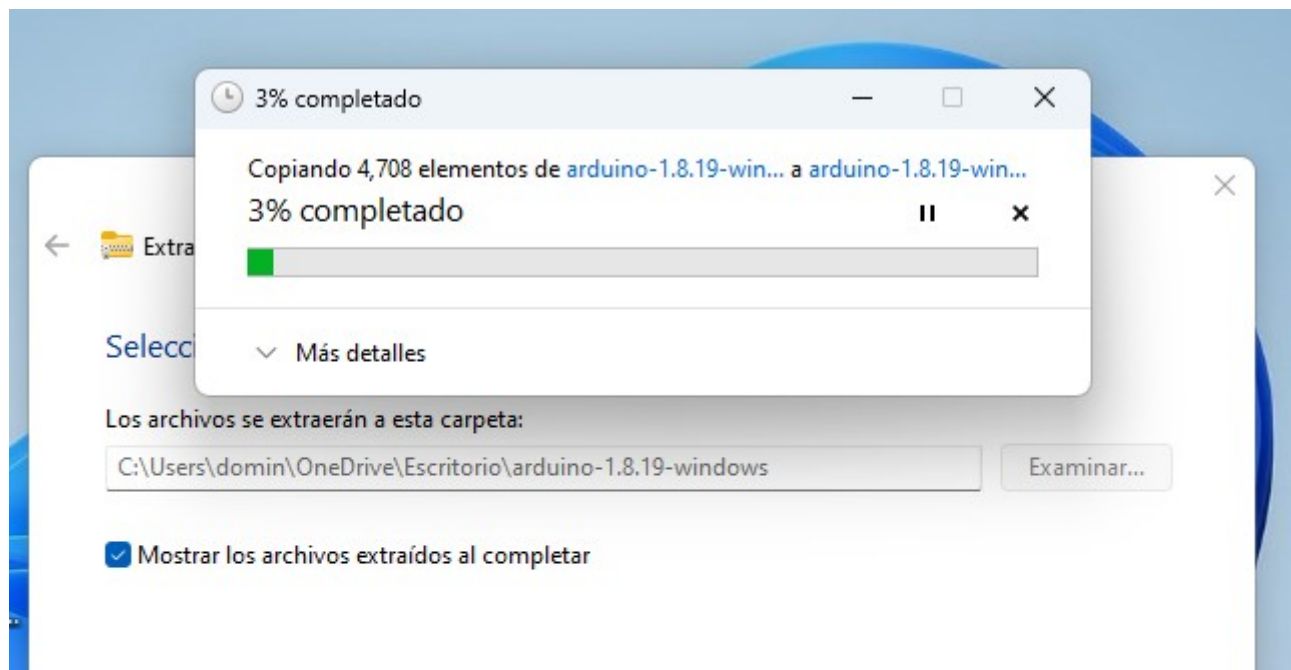 3% completado
Copiando 4,708 elementos de arduino-1.8.19-win... a arduino-1.8.19-win...
3% completado
Extra
Selecci
Más detalles
Los archivos se extraerán a esta carpeta:
C:\Users\domin\OneDrive\Escritorio\arduino-1.8.19-windows
Examinar...
Mostrar los archivos extraídos al completar